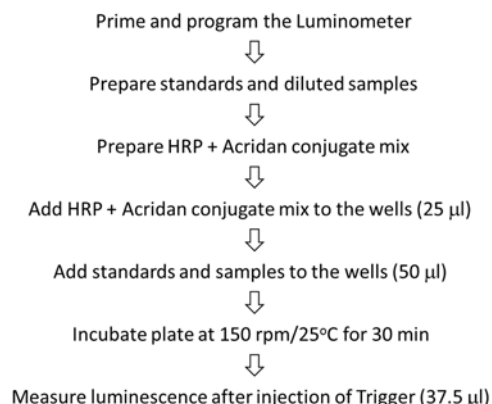 Prime and program the Luminometer
Prepare standards and diluted samples
Prepare HRP + Acridan conjugate mix
Add HRP + Acridan conjugate mix to the wells (25 µl)
Add standards and samples to the wells (50 µl)
Incubate plate at 150 rpm/25°C for 30 min
Measure luminescence after injection of Trigger (37.5 µl)